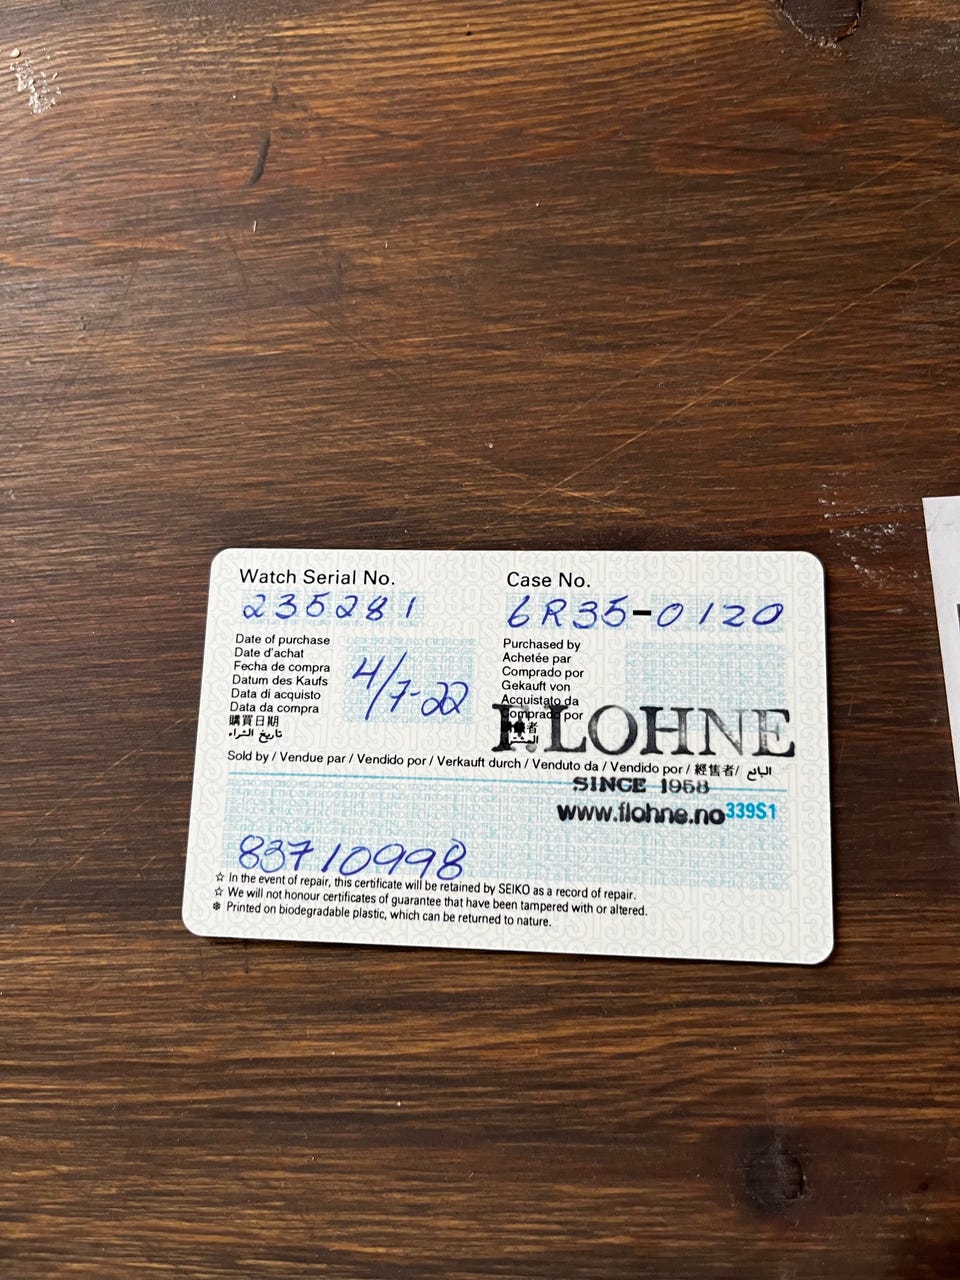 Watch Serial No.
235281
Case No.
6R35-0120
Date of purchase
Date d'achat
Fecha de compra
Datum des Kaufs
Data di acquisto
Data da compra
購買日期
تاريخ الشراء
4/7-22
Purchased by
Achetée par
Comprado por
Gekauft von
Acquistato da
Comprado por
F.LOHNE
Sold by / Vendue par / Vendido por / Verkauft durch / Venduto da / Vendido por / 經售者/ البائع
SINCE 1958
www.flohne.no
339S1
83710998
☆ In the event of repair, this certificate will be retained by SEIKO as a record of repair.
☆ We will not honour certificates of guarantee that have been tampered with or altered.
❃ Printed on biodegradable plastic, which can be returned to nature.